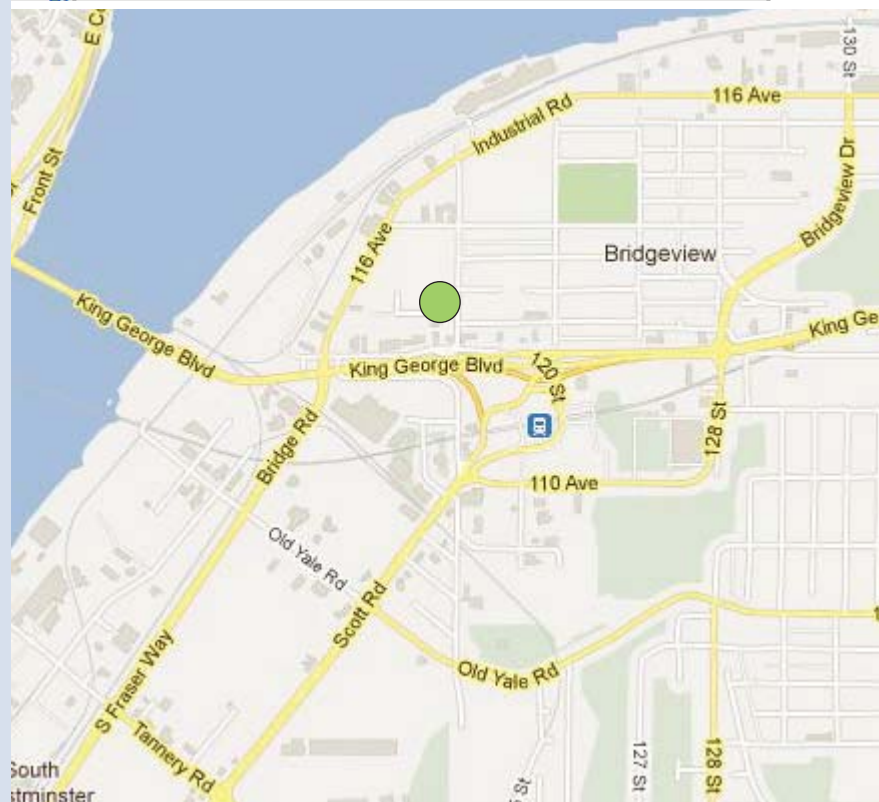 E Co
130 St
116 Ave
Industrial Rd
Front St
Bridgeview Dr
116 Ave
Bridgeview
King George Blvd
King Ge
King George Blvd
120 St
128 St
Bridge Rd
110 Ave
Old Yale Rd
Scott Rd
Old Yale Rd
S Fraser Way
Tannery Rd
127 St
128 St
South
stminster
St